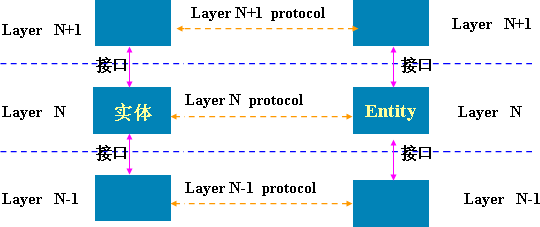 Layer N+1 protocol
Layer N+1
Layer N+1
接口
接口
Layer N
实体
Layer N protocol
Entity
Layer N
接口
接口
Layer N-1
Layer N-1 protocol
Layer N-1